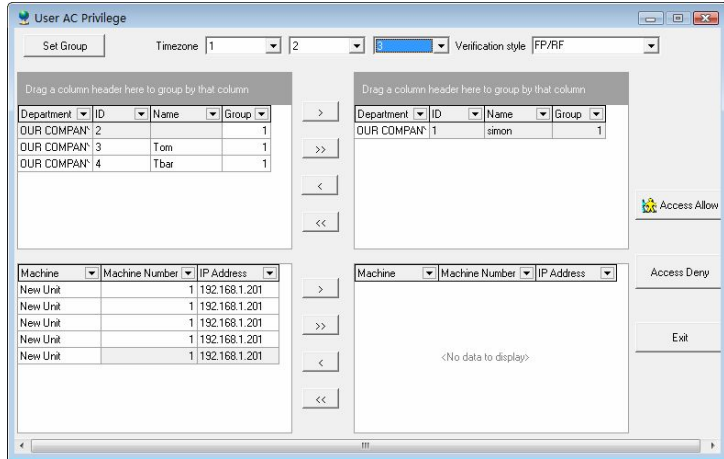 User AC Privilege
Set Group Timezone 1 2 3 Verification style FP/RF
Drag a column header here to group by that column
Department ID Name Group
OUR COMPANY 2 1
OUR COMPANY 3 Tom 1
OUR COMPANY 4 Tbar 1
>
>>
<
<<
Drag a column header here to group by that column
Department ID Name Group
OUR COMPANY 1 simon 1
Access Allow
Access Deny
Exit
Machine Machine Number IP Address
New Unit 1 192.168.1.201
New Unit 1 192.168.1.201
New Unit 1 192.168.1.201
New Unit 1 192.168.1.201
New Unit 1 192.168.1.201
>
>>
<
<<
Machine Machine Number IP Address
<No data to display>